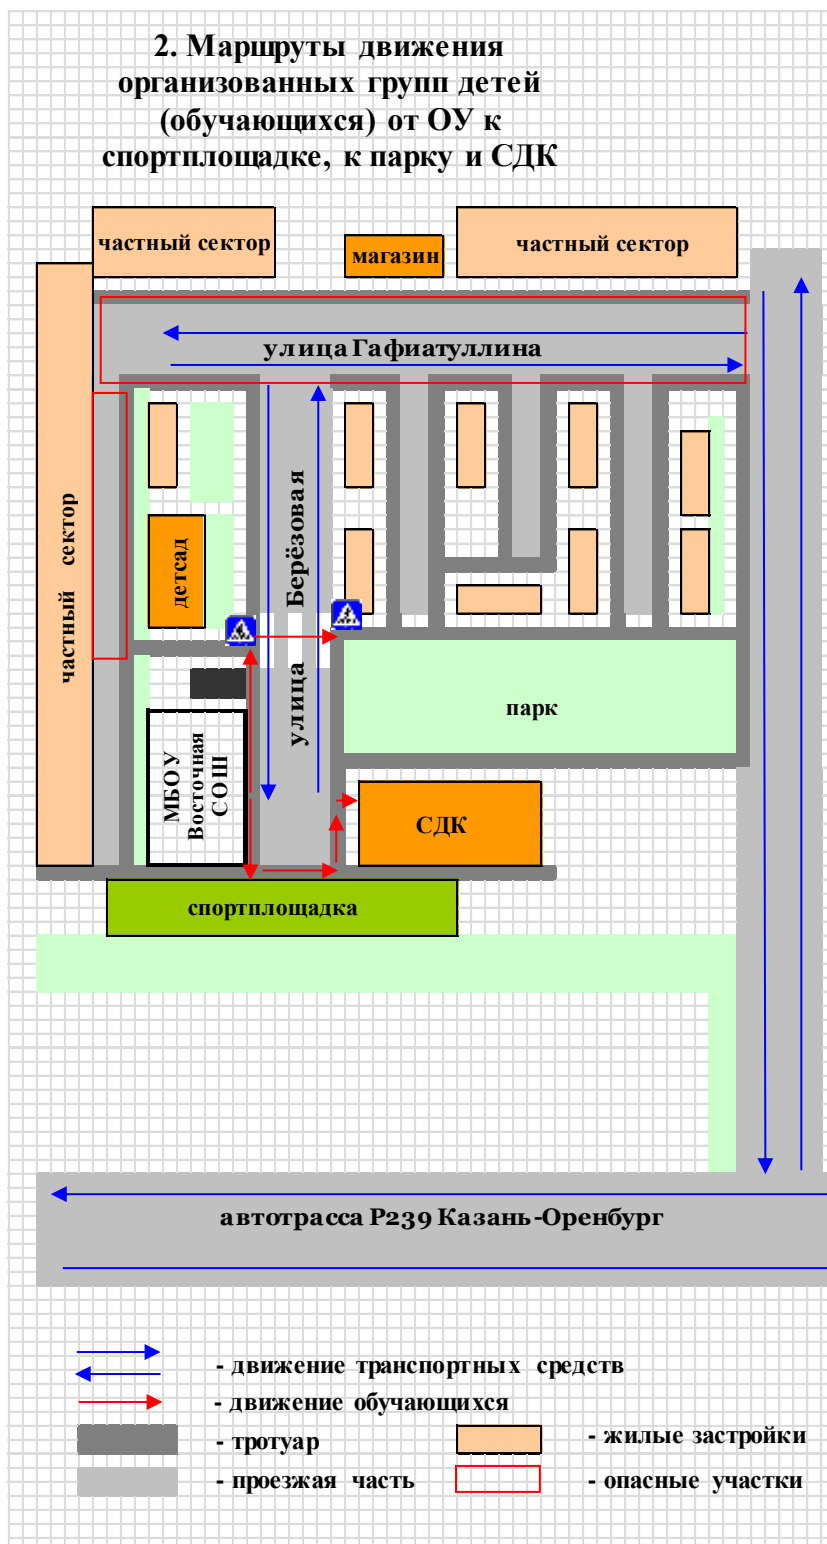 2. Маршруты движения
организованных групп детей
(обучающихся) от ОУ к
спортплощадке, к парку и СДК
частный сектор
магазин
частный сектор
улица Гафиатуллина
частный сектор
детсад
улица Берёзовая
парк
МБОУ
Восточная
СОШ
СДК
спортплощадка
автотрасса Р239 Казань-Оренбург
- движение транспортных средств
- движение обучающихся
- тротуар
- жилые застройки
- проезжая часть
- опасные участки